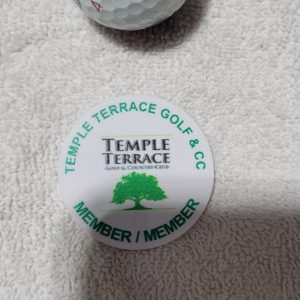 TEMPLE TERRACE GOLF & CC
TEMPLE
TERRACE
GOLF & COUNTRY CLUB
MEMBER / MEMBER